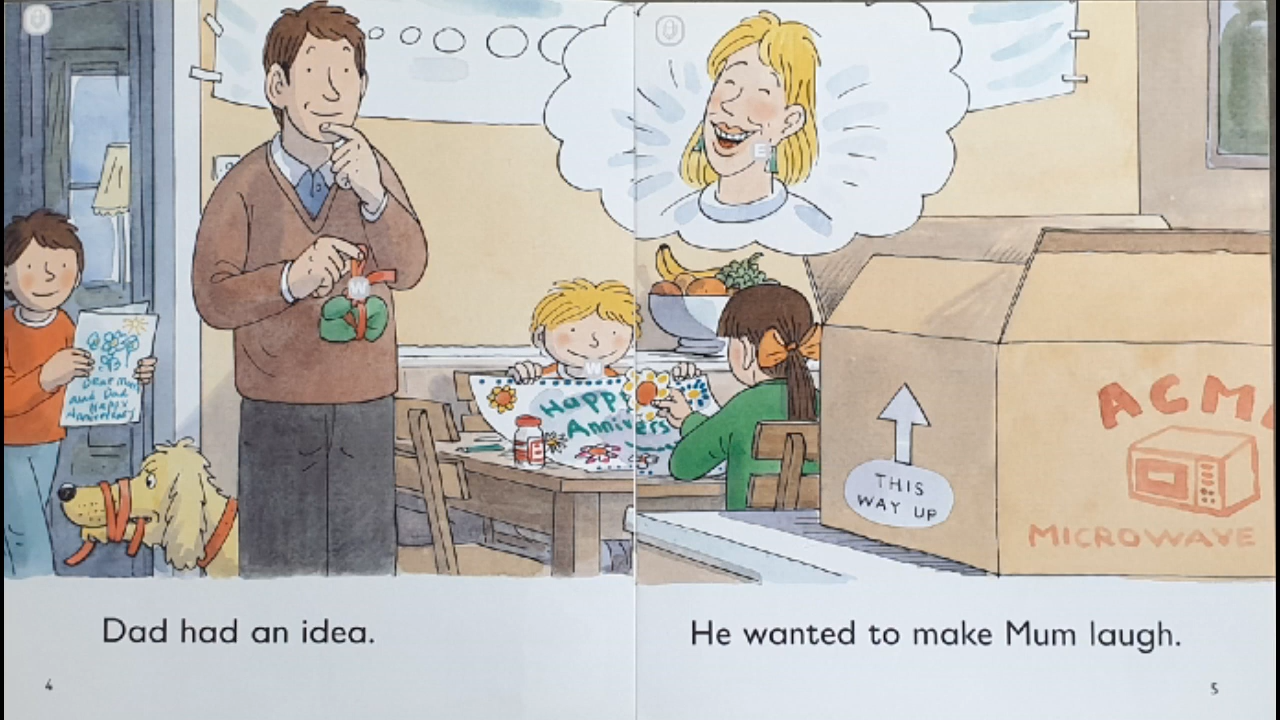 Dear Mum
and Dad
Happy
Anniversary
Happy
Annivers
THIS
WAY UP
ACME
MICROWAVE
Dad had an idea.
He wanted to make Mum laugh.
4
5